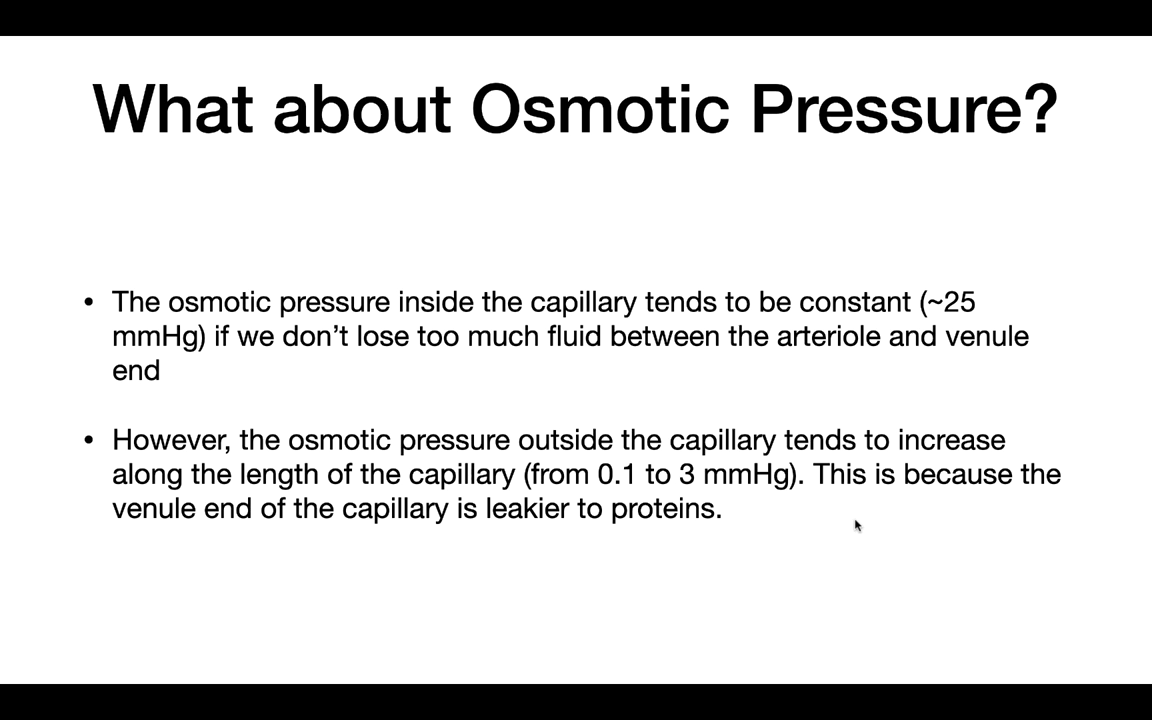 What about Osmotic Pressure?
• The osmotic pressure inside the capillary tends to be constant (~25
mmHg) if we don’t lose too much fluid between the arteriole and venule
end
• However, the osmotic pressure outside the capillary tends to increase
along the length of the capillary (from 0.1 to 3 mmHg). This is because the
venule end of the capillary is leakier to proteins.